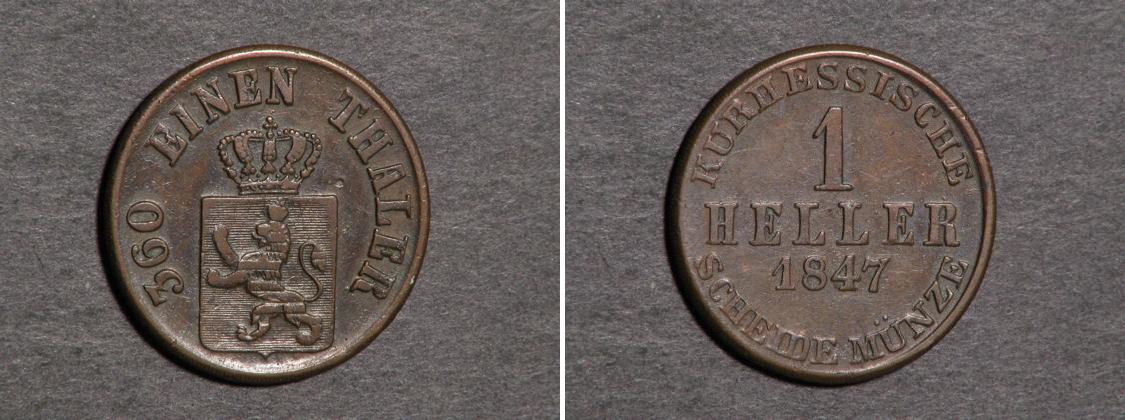 360 EINEN THALER
KURHESSISCHE
1
HELLER
1847
SCHEIDE MÜNZE